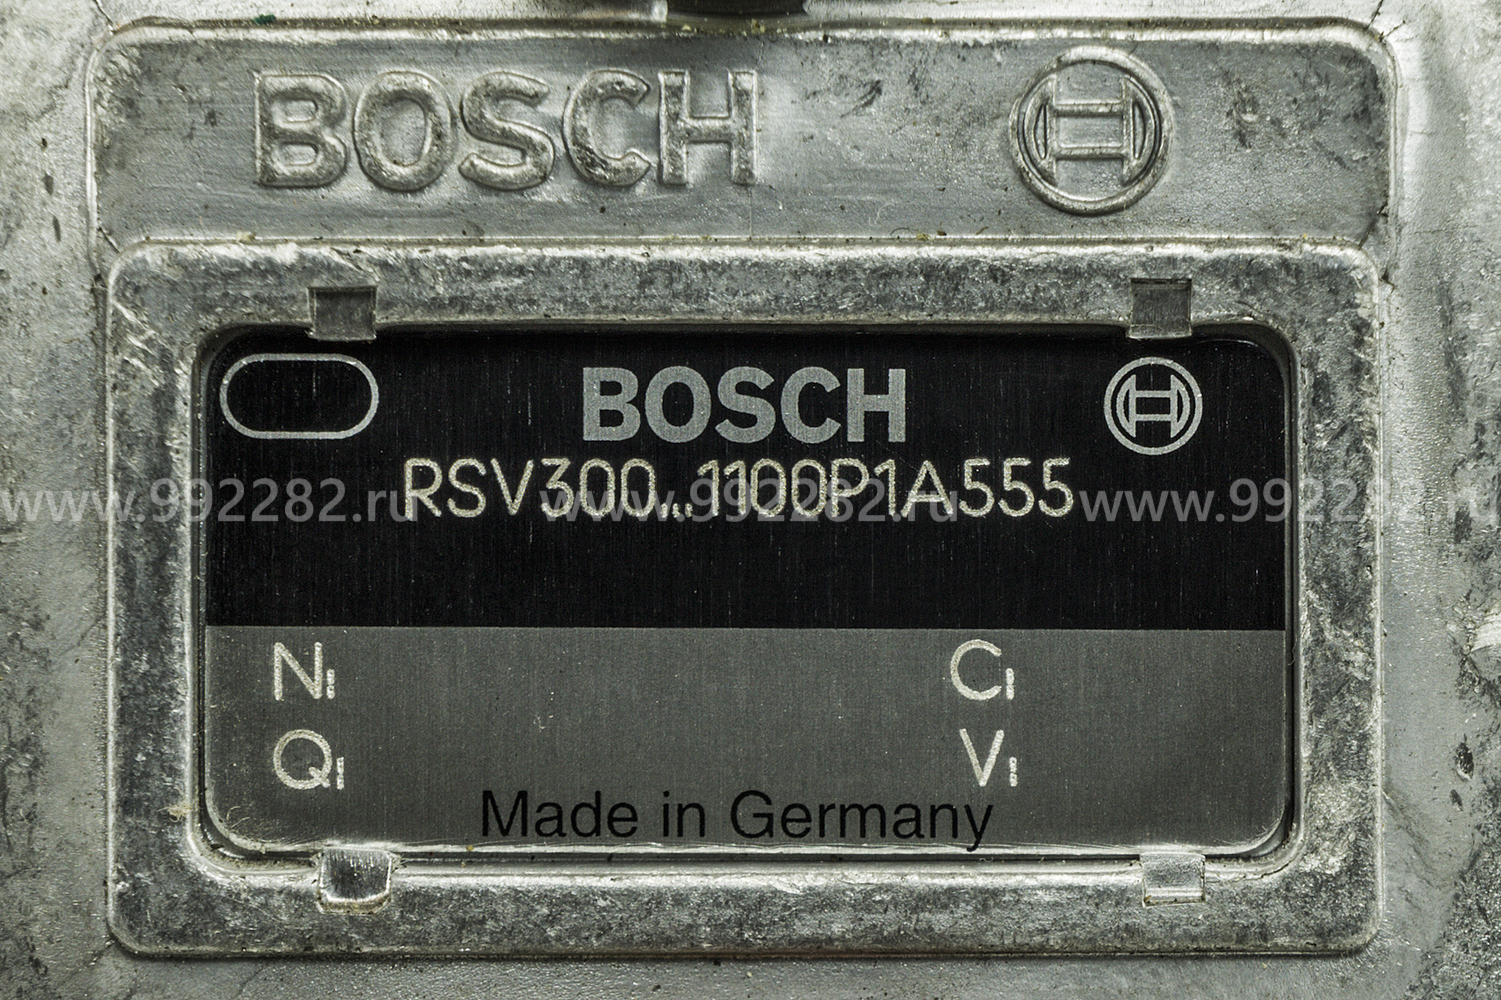 BOSCH
BOSCH
RSV300...1100P1A555
www.992282.ru www.992282.ru www.992282.ru
N:
C:
Q:
V:
Made in Germany